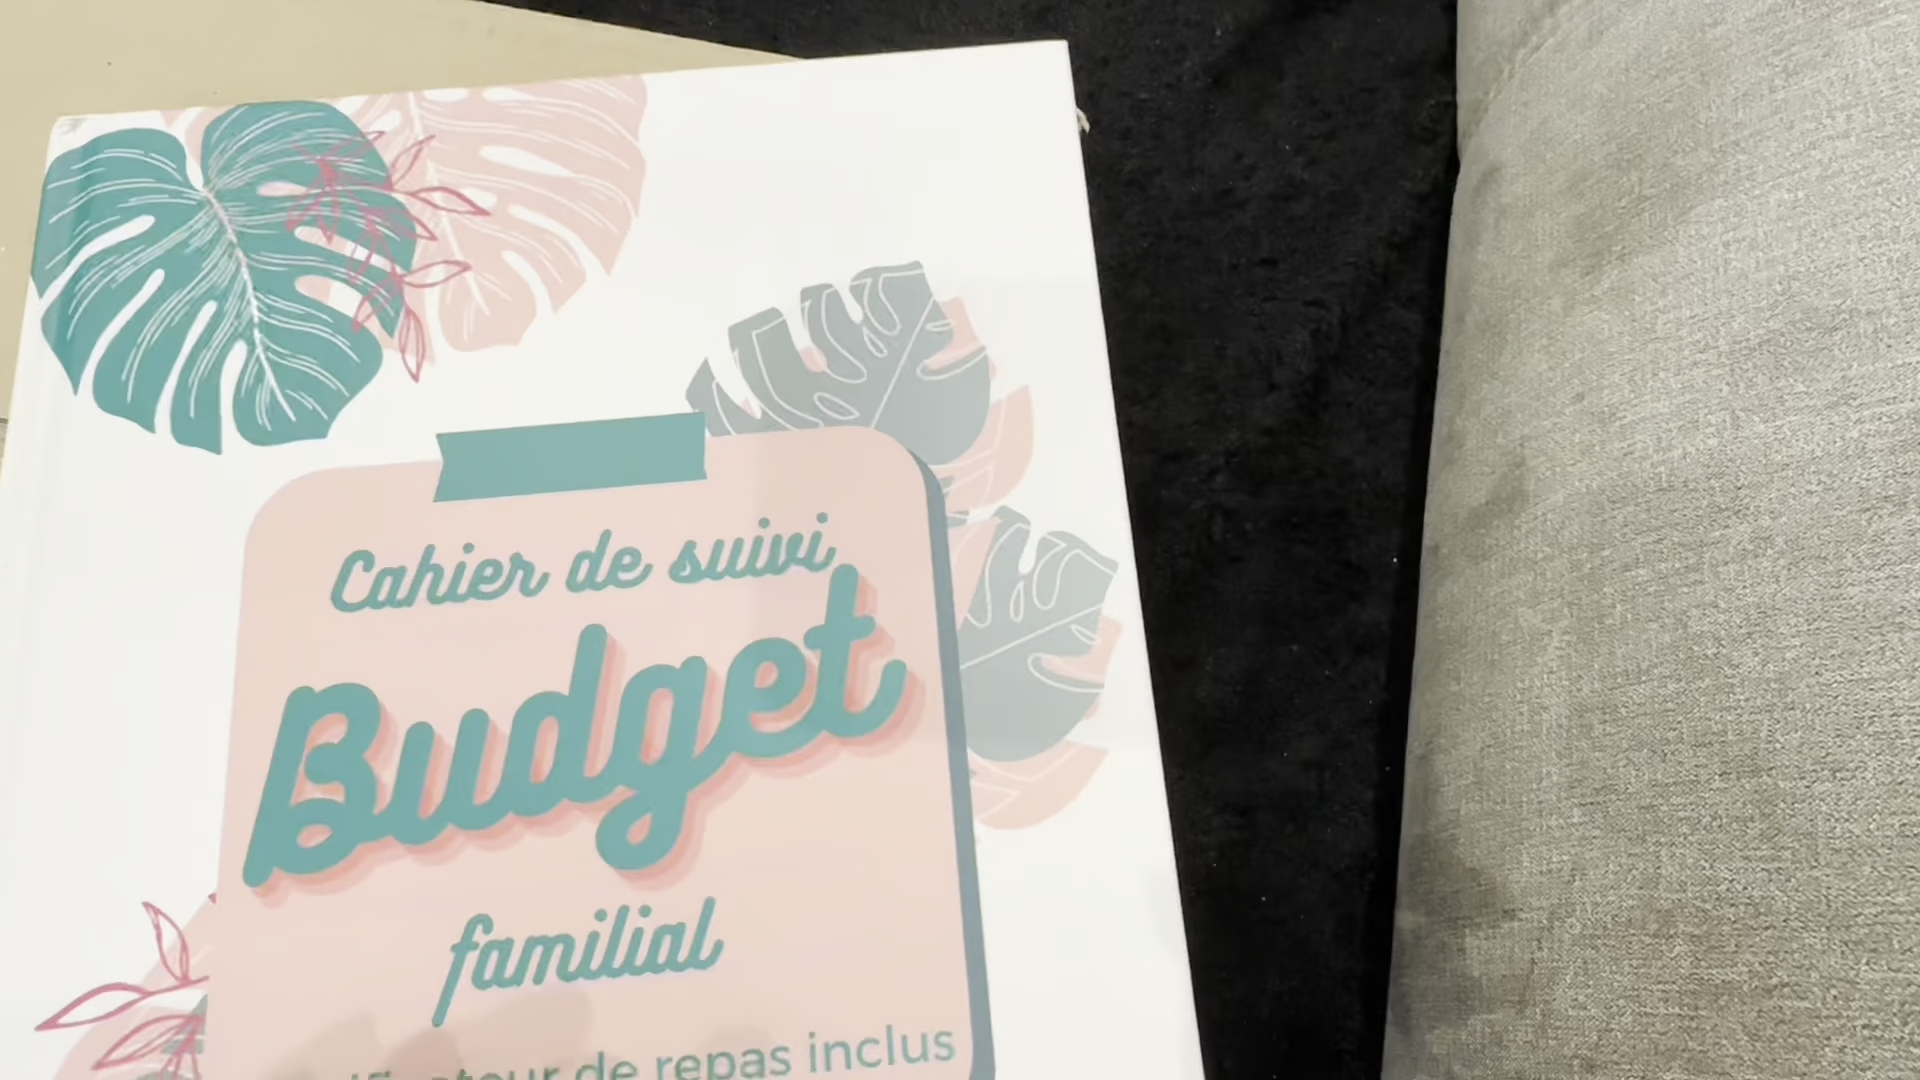 Cahier de suivi
Budget
familial
de repas inclus